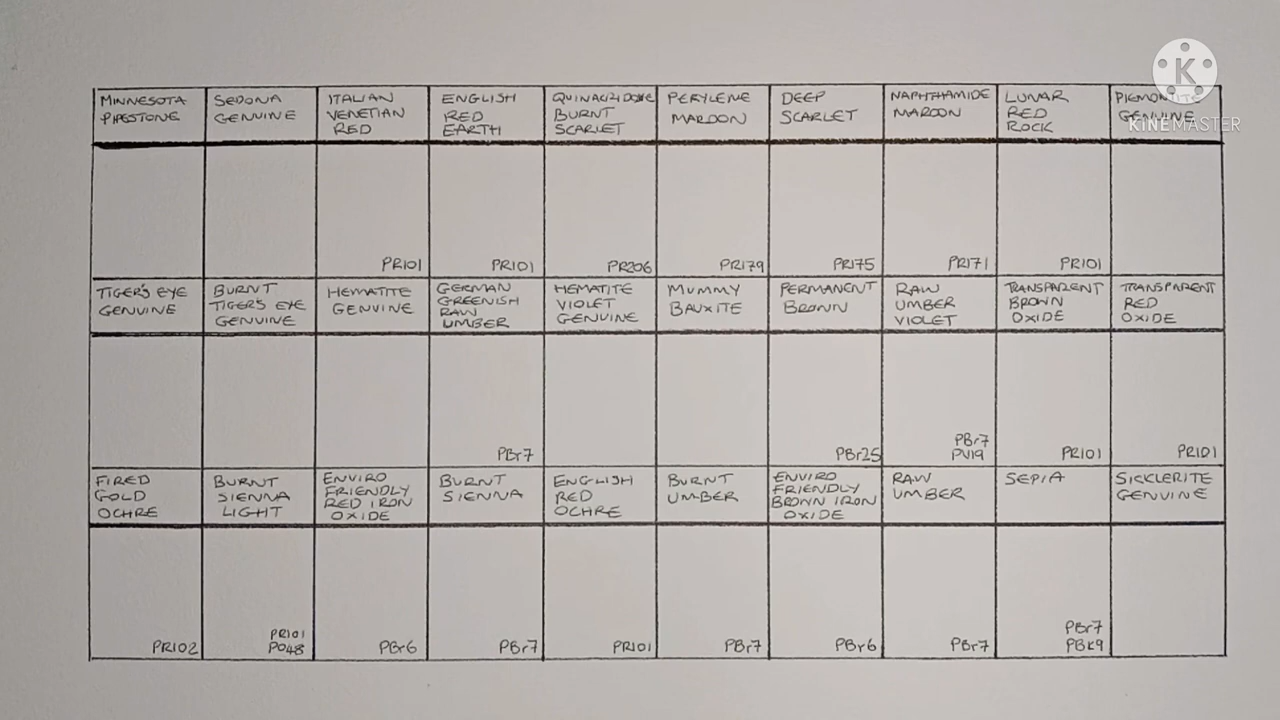 MINNESOTA
PIPESTONE
SEDONA
GENUINE
ITALIAN
VENETIAN
RED
ENGLISH
RED
EARTH
QUINACRIDONE
BURNT
SCARLET
PERYLENE
MAROON
DEEP
SCARLET
NAPHTHAMIDE
MAROON
LUNAR
RED
ROCK
PIEMONTITE
GENUINE
K
KINEMASTER
PR101
PR101
PR206
PR179
PR175
PR171
PR101
TIGER'S EYE
GENUINE
BURNT
TIGER'S EYE
GENUINE
HEMATITE
GENUINE
GERMAN
GREENISH
RAW
UMBER
HEMATITE
VIOLET
GENUINE
MUMMY
BAUXITE
PERMANENT
BROWN
RAW
UMBER
VIOLET
TRANSPARENT
BROWN
OXIDE
TRANSPARENT
RED
OXIDE
PBr7
PBr25
PBr7
PV19
PR101
PR101
FIRED
GOLD
OCHRE
BURNT
SIENNA
LIGHT
ENVIRO
FRIENDLY
RED IRON
OXIDE
BURNT
SIENNA
ENGLISH
RED
OCHRE
BURNT
UMBER
ENVIRO
FRIENDLY
BROWN IRON
OXIDE
RAW
UMBER
SEPIA
SICKLERITE
GENUINE
PR102
PR101
PO48
PBr6
PBr7
PR101
PBr7
PBr6
PBr7
PBr7
PBK9